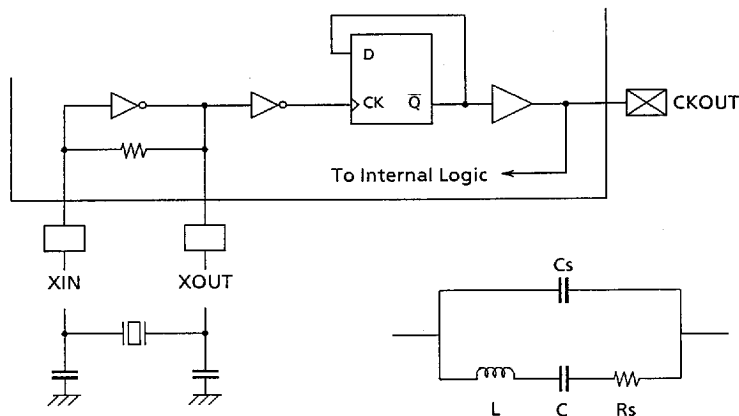 D
CK Q̅
CKOUT
To Internal Logic
XIN XOUT
Cs
L C Rs